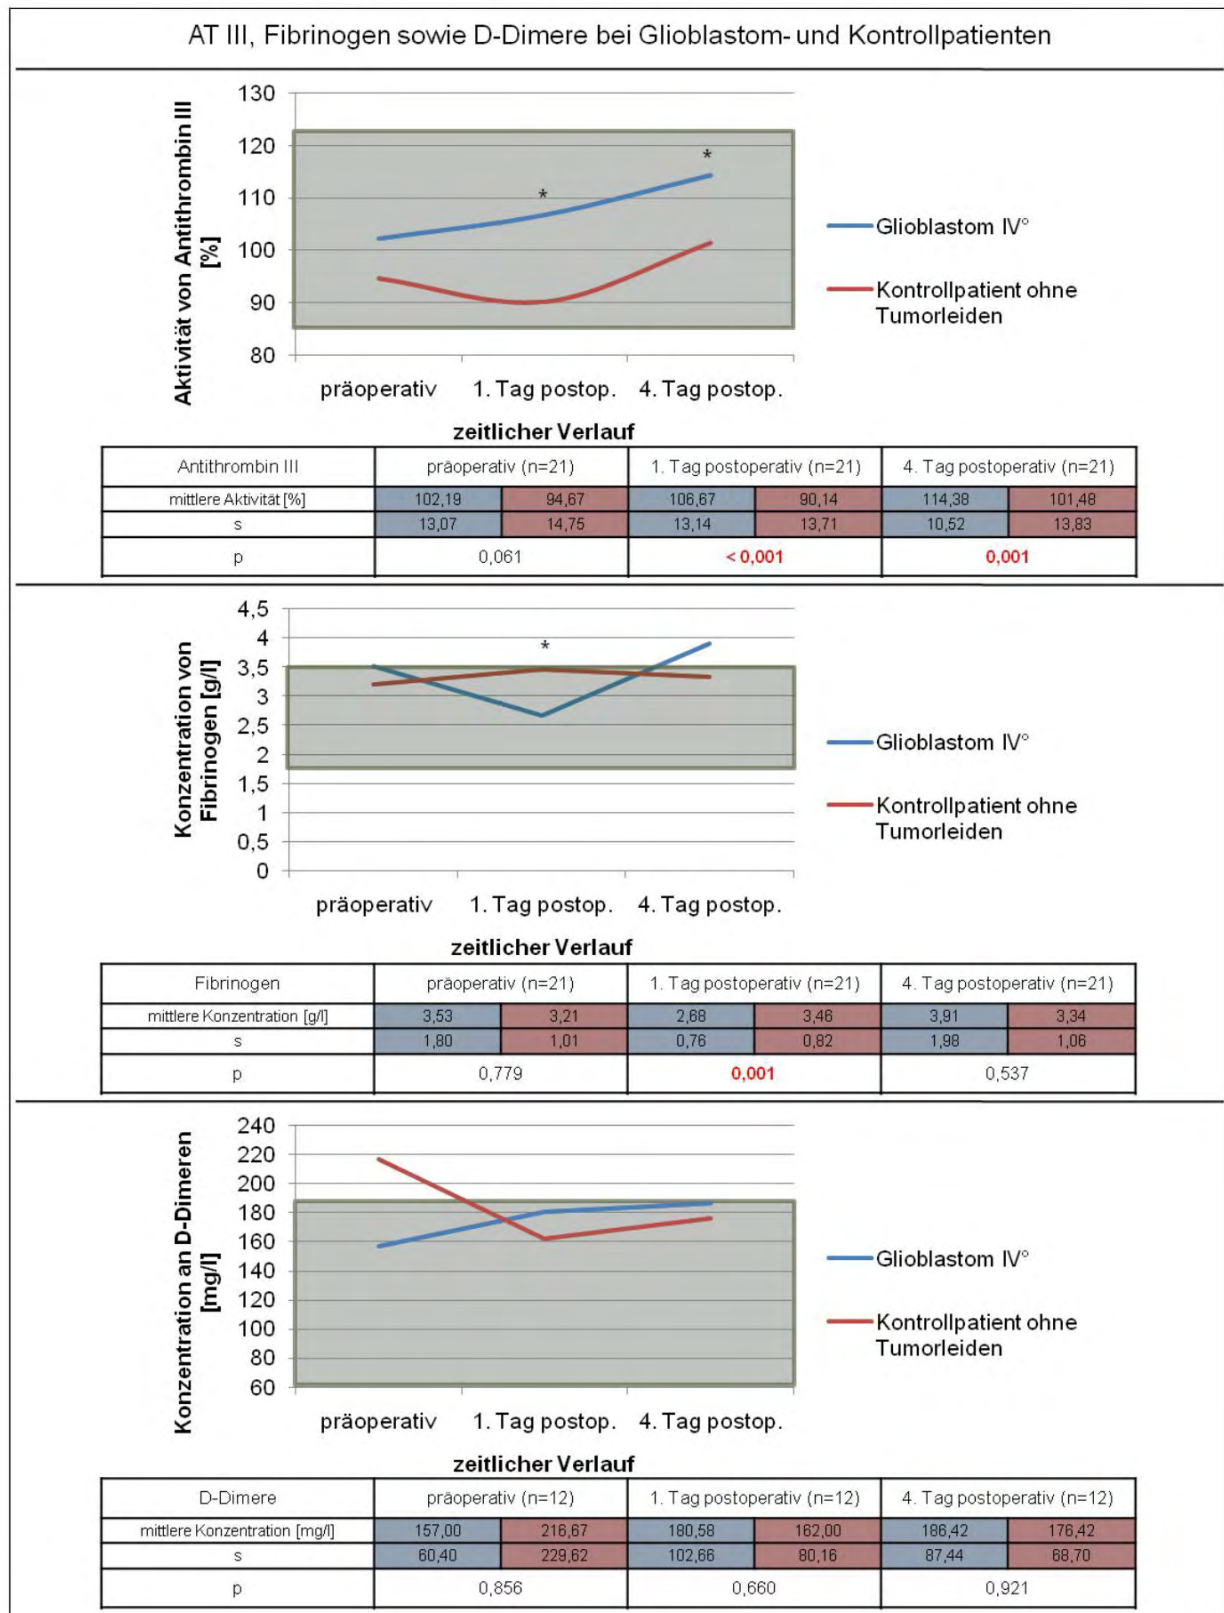 AT III, Fibrinogen sowie D-Dimere bei Glioblastom- und Kontrollpatienten
Aktivität von Antithrombin III
[%]
130
120
110
100
90
80
*
*
präoperativ 1. Tag postop. 4. Tag postop.
zeitlicher Verlauf
Glioblastom IV°
Kontrollpatient ohne
Tumorleiden
Antithrombin III präoperativ (n=21) 1. Tag postoperativ (n=21) 4. Tag postoperativ (n=21)
mittlere Aktivität [%] 102,19 94,67 106,67 90,14 114,38 101,48
s 13,07 14,75 13,14 13,71 10,52 13,83
p 0,061 < 0,001 0,001
Konzentration von
Fibrinogen [g/l]
4,5
4
3,5
3
2,5
2
1,5
1
0,5
0
*
präoperativ 1. Tag postop. 4. Tag postop.
zeitlicher Verlauf
Glioblastom IV°
Kontrollpatient ohne
Tumorleiden
Fibrinogen präoperativ (n=21) 1. Tag postoperativ (n=21) 4. Tag postoperativ (n=21)
mittlere Konzentration [g/l] 3,53 3,21 2,68 3,46 3,91 3,34
s 1,80 1,01 0,76 0,82 1,98 1,06
p 0,779 0,001 0,537
Konzentration an D-Dimeren
[mg/l]
240
220
200
180
160
140
120
100
80
60
präoperativ 1. Tag postop. 4. Tag postop.
zeitlicher Verlauf
Glioblastom IV°
Kontrollpatient ohne
Tumorleiden
D-Dimere präoperativ (n=12) 1. Tag postoperativ (n=12) 4. Tag postoperativ (n=12)
mittlere Konzentration [mg/l] 157,00 216,67 180,58 162,00 186,42 176,42
s 60,40 229,62 102,66 80,16 87,44 68,70
p 0,856 0,660 0,921